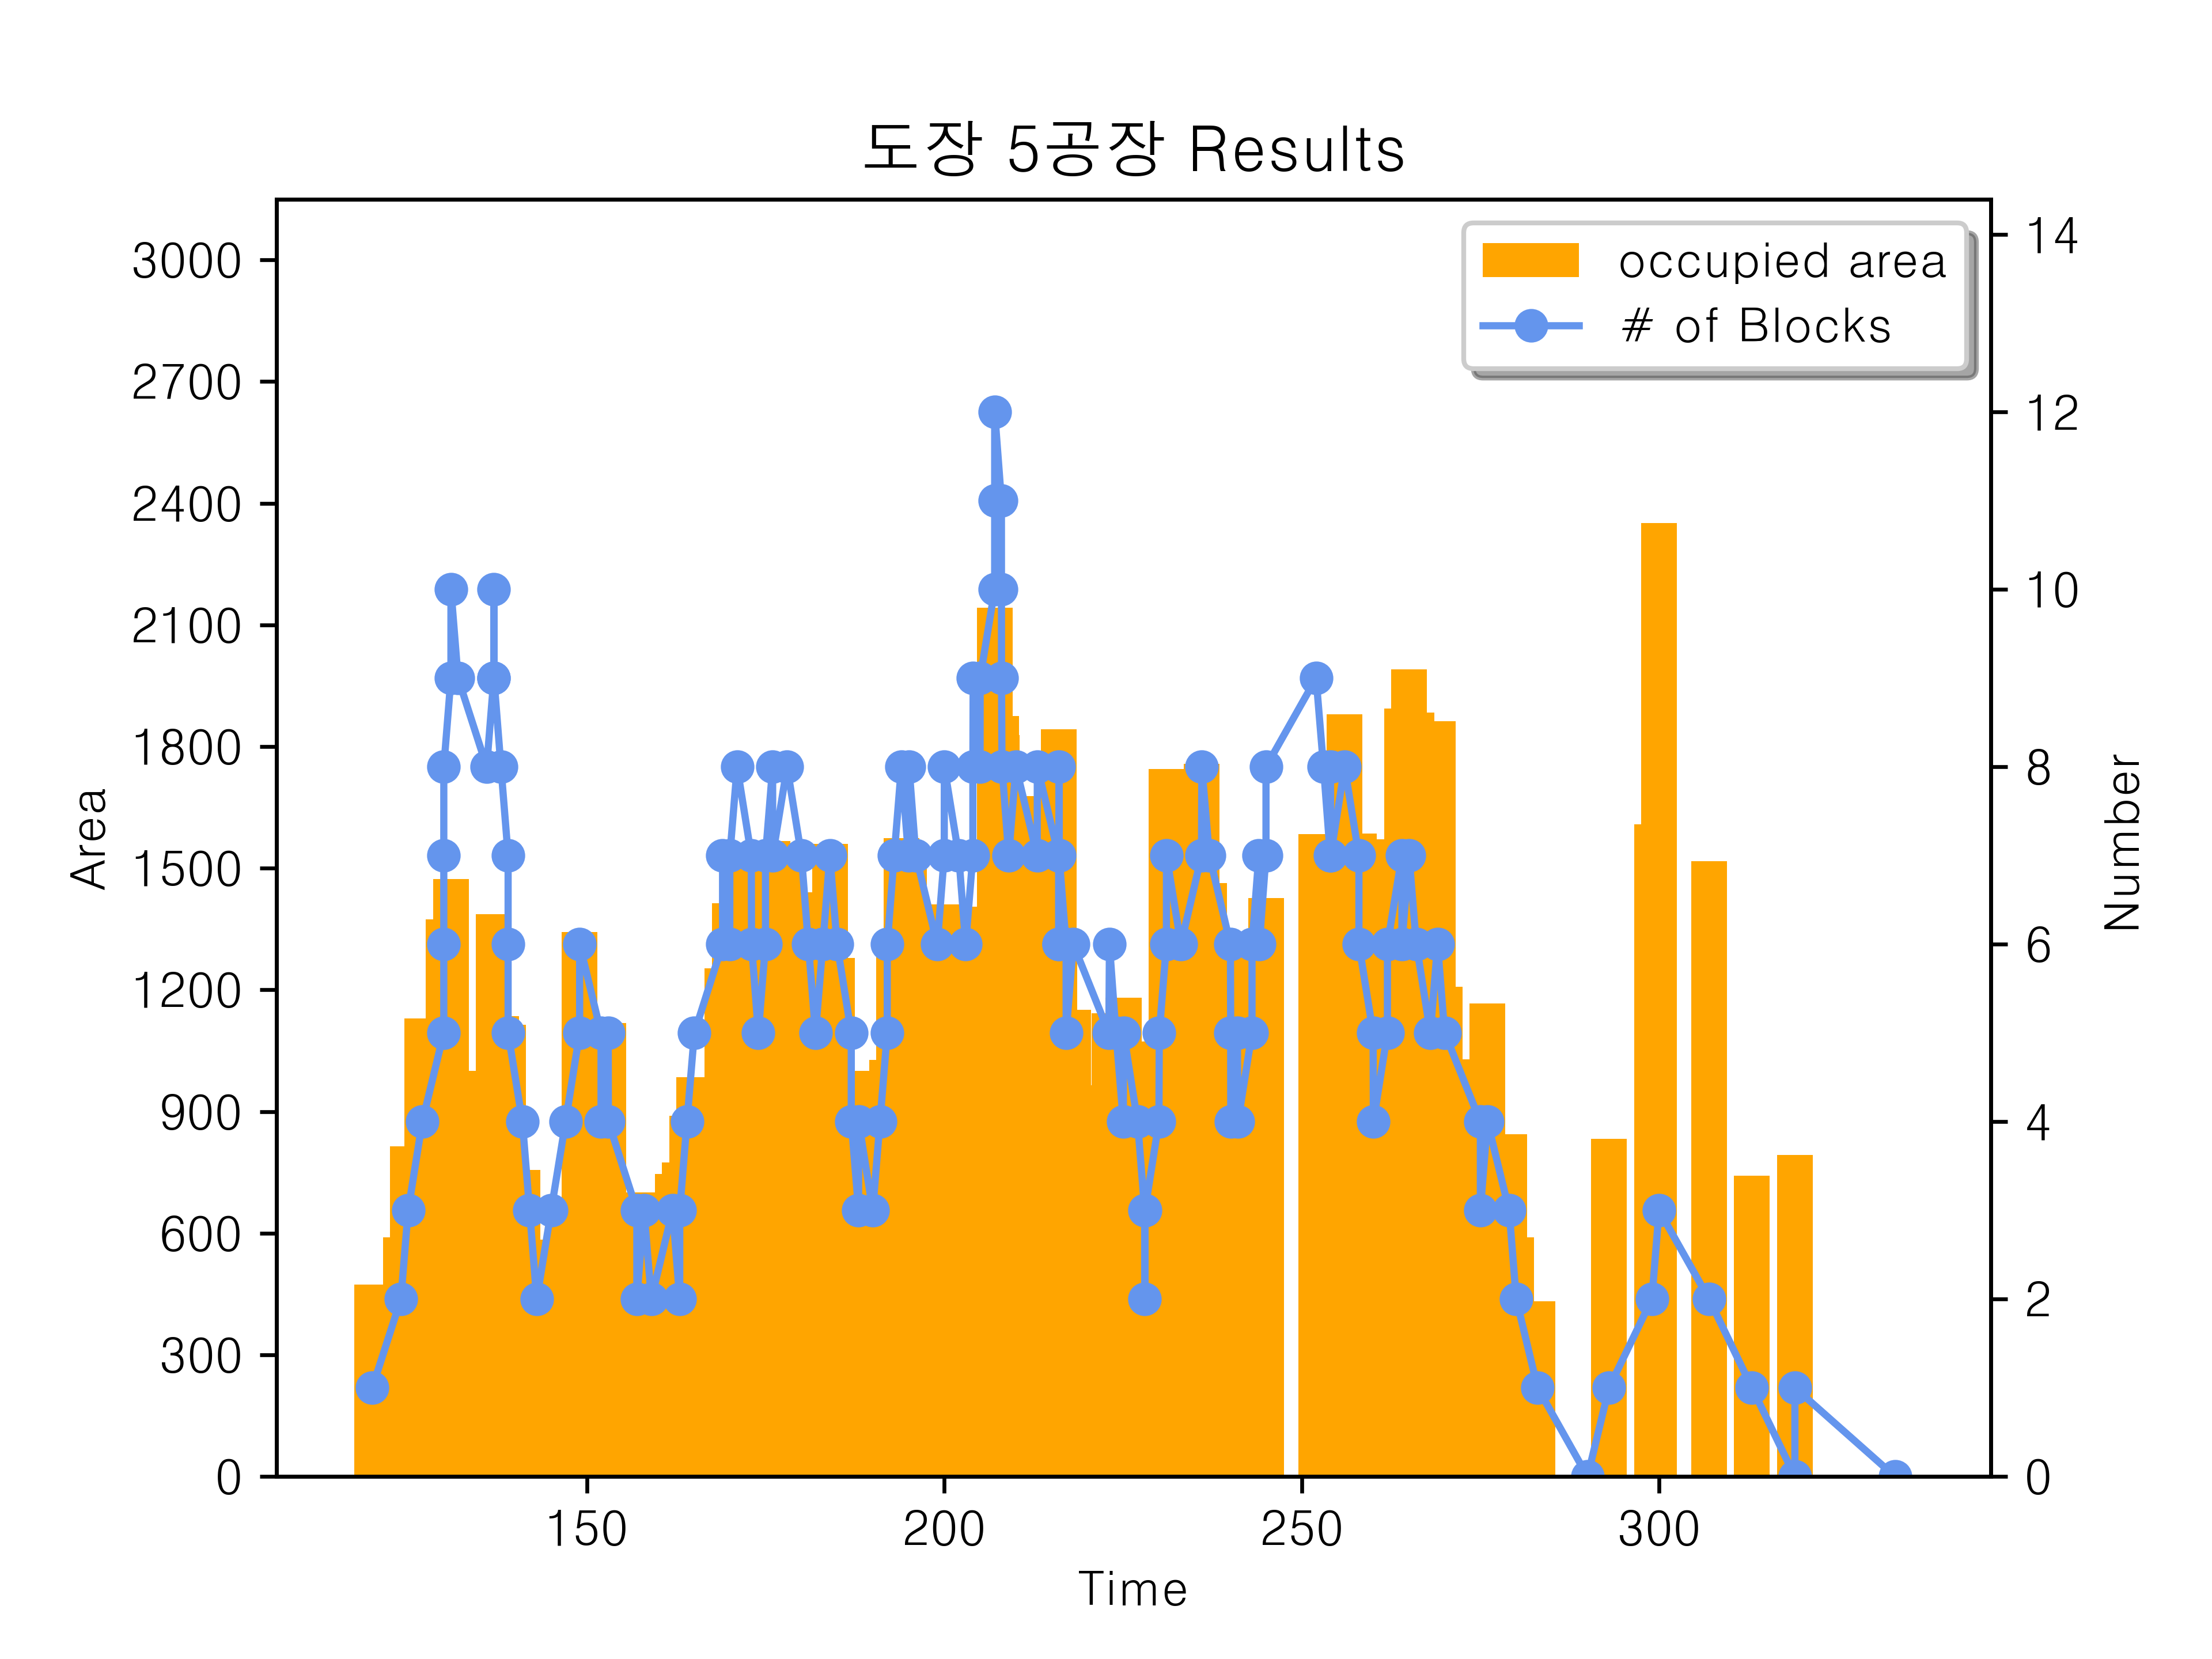 도장 5공장 Results
occupied area
# of Blocks
3000
2700
2400
2100
1800
1500
1200
900
600
300
0
Area
14
12
10
8
6
4
2
0
Number
150 200 250 300
Time